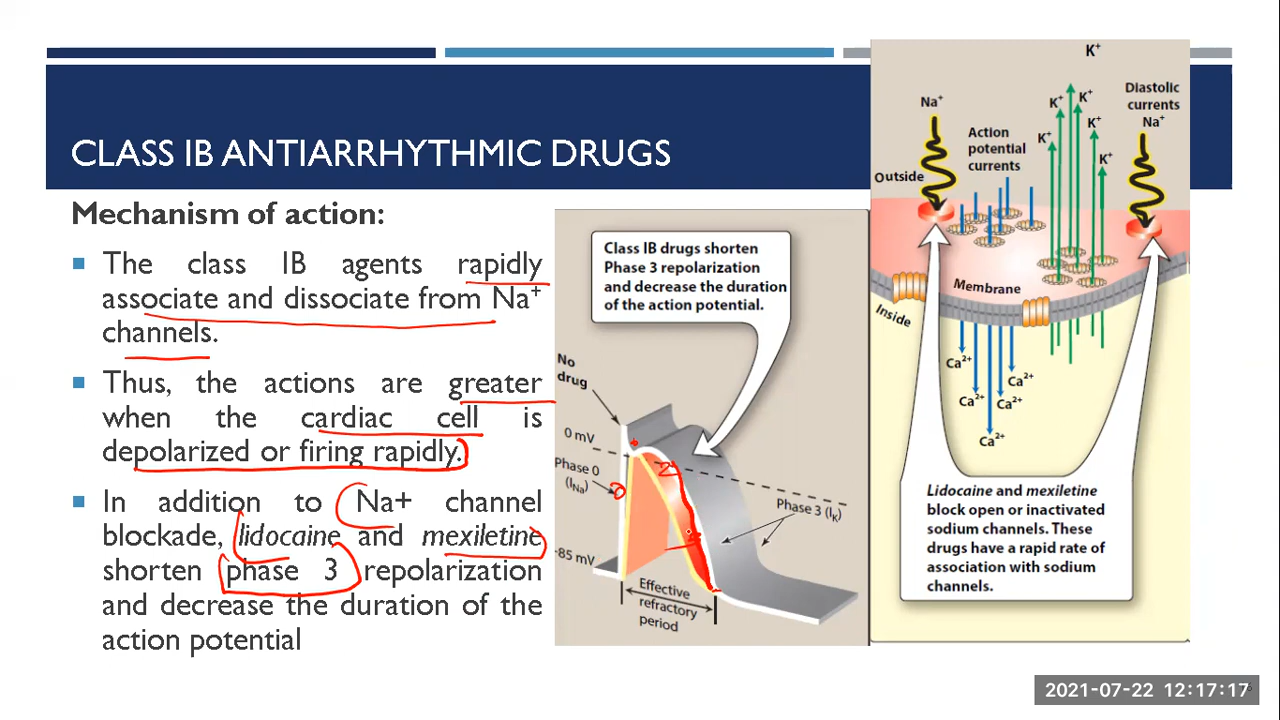 CLASS IB ANTIARRHYTHMIC DRUGS
Mechanism of action:
The class IB agents rapidly
associate and dissociate from Na⁺
channels.
Thus, the actions are greater
when the cardiac cell is
depolarized or firing rapidly.
In addition to Na+ channel
blockade, lidocaine and mexiletine
shorten phase 3 repolarization
and decrease the duration of the
action potential
Class IB drugs shorten
Phase 3 repolarization
and decrease the duration
of the action potential.
No
drug
0 mV
Phase 0
(INa)
-85 mV
Phase 3 (IK)
Effective
refractory
period
K⁺
Na⁺
Action
potential
currents
K⁺
K⁺
K⁺
K⁺
Diastolic
currents
Na⁺
Outside
Membrane
Inside
Ca²⁺
Ca²⁺
Ca²⁺
Ca²⁺
Ca²⁺
Lidocaine and mexiletine
block open or inactivated
sodium channels. These
drugs have a rapid rate of
association with sodium
channels.
2021-07-22 12:17:17